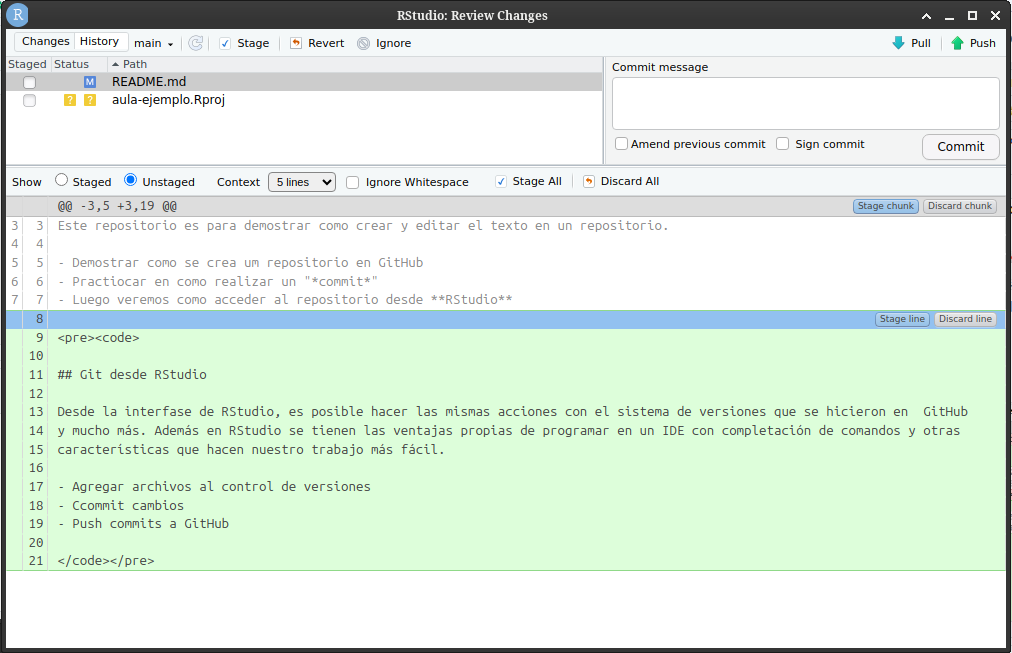 R RStudio: Review Changes
Changes History main Stage Revert Ignore Pull Push
Staged Status Path
M README.md
? ? aula-ejemplo.Rproj
Commit message
Amend previous commit Sign commit Commit
Show Staged Unstaged Context 5 lines Ignore Whitespace Stage All Discard All
@@ -3,5 +3,19 @@ Stage chunk Discard chunk
3 3 Este repositorio es para demostrar como crear y editar el texto en un repositorio.
4 4
5 5 - Demostrar como se crea um repositorio en GitHub
6 6 - Practiocar en como realizar un "*commit*"
7 7 - Luego veremos como acceder al repositorio desde **RStudio**
8 Stage line Discard line
9 <pre><code>
10
11 ## Git desde RStudio
12
13 Desde la interfase de RStudio, es posible hacer las mismas acciones con el sistema de versiones que se hicieron en  GitHub
14 y mucho más. Además en RStudio se tienen las ventajas propias de programar en un IDE con completación de comandos y otras
15 características que hacen nuestro trabajo más fácil.
16
17 - Agregar archivos al control de versiones
18 - Ccommit cambios
19 - Push commits a GitHub
20
21 </code></pre>